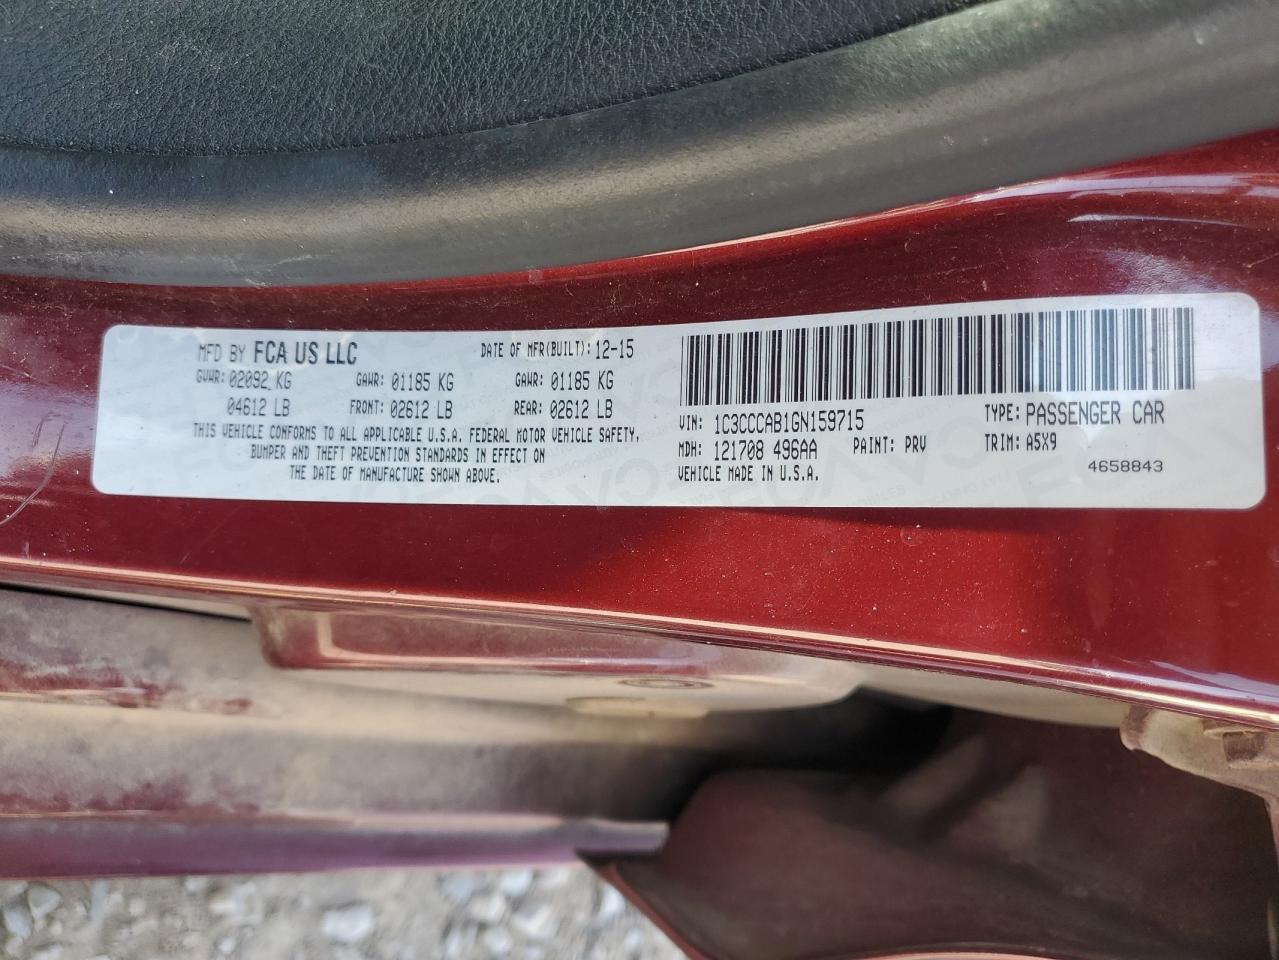 MFD BY FCA US LLC DATE OF MFR(BUILT): 12-15
GVWR: 02092 KG GAWR: 01185 KG GAWR: 01185 KG
04612 LB FRONT: 02612 LB REAR: 02612 LB
THIS VEHICLE CONFORMS TO ALL APPLICABLE U.S.A. FEDERAL MOTOR VEHICLE SAFETY,
BUMPER AND THEFT PREVENTION STANDARDS IN EFFECT ON
THE DATE OF MANUFACTURE SHOWN ABOVE.
VIN: 1C3CCCAB1GN159715 TYPE: PASSENGER CAR
MDH: 121708 496AA PAINT: PRV TRIM: A5X9
VEHICLE MADE IN U.S.A. 4658843